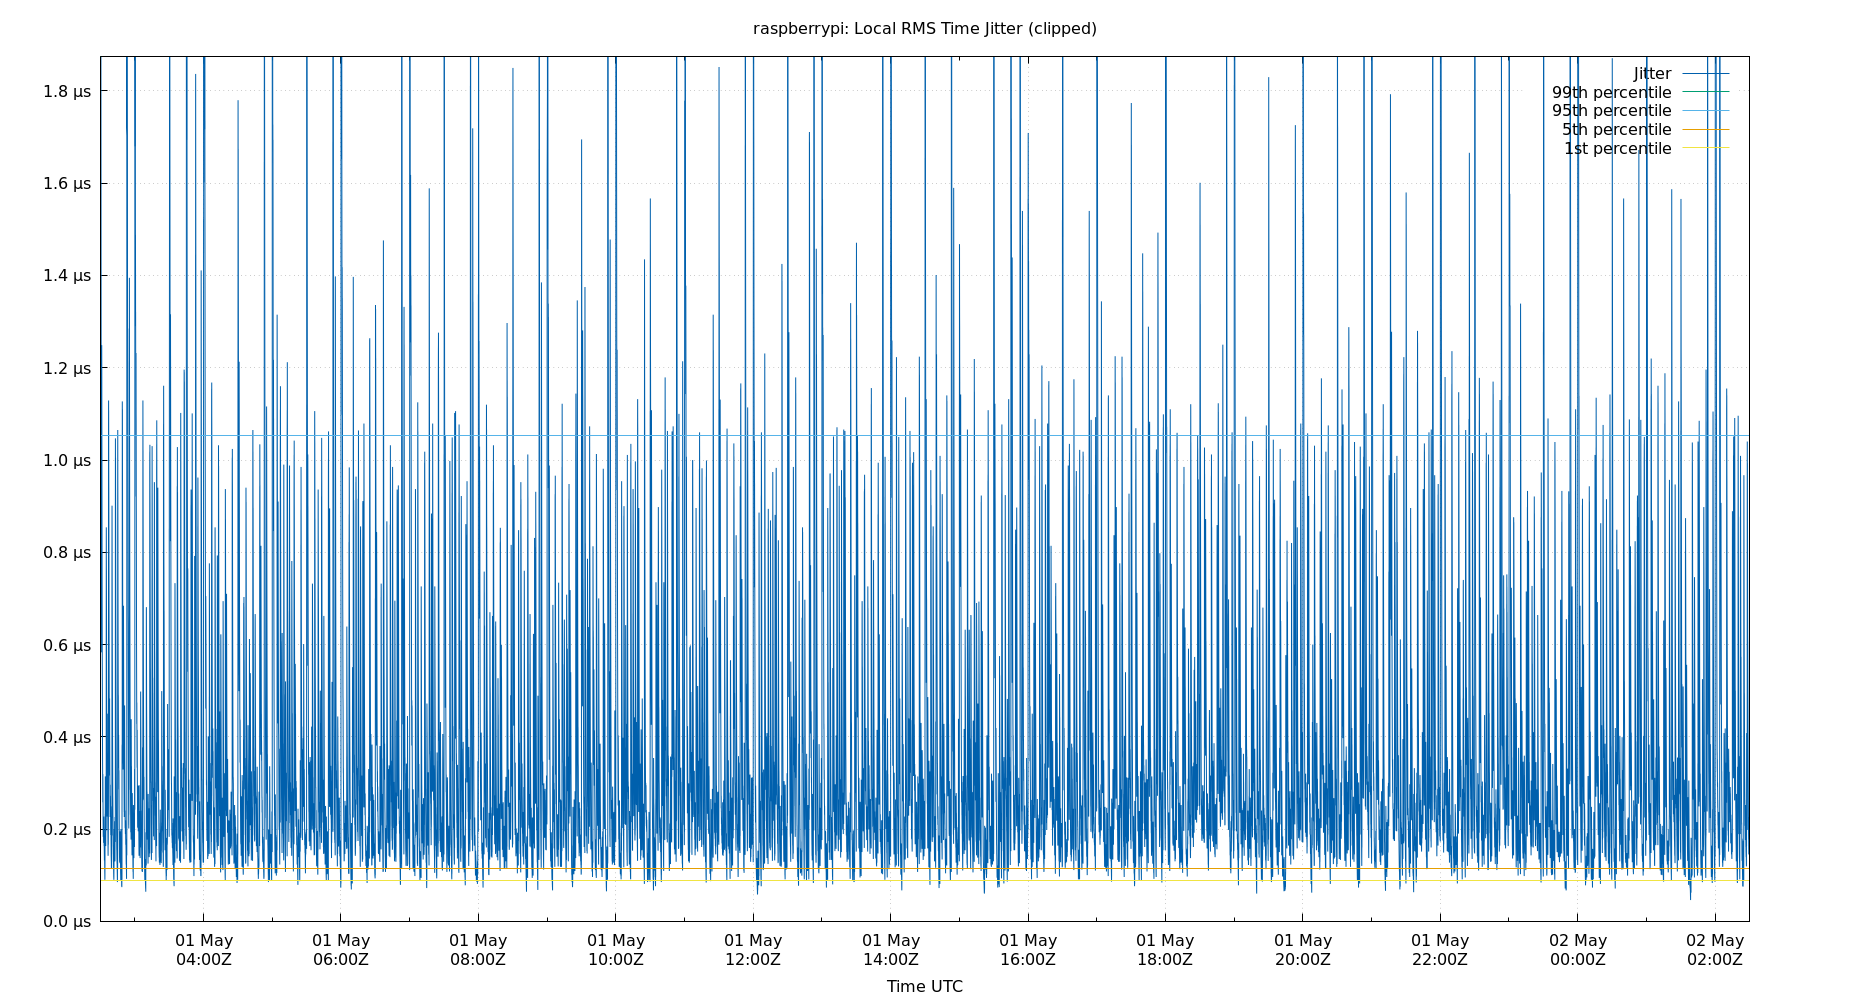 raspberrypi: Local RMS Time Jitter (clipped)
Jitter
99th percentile
95th percentile
5th percentile
1st percentile
1.8 µs
1.6 µs
1.4 µs
1.2 µs
1.0 µs
0.8 µs
0.6 µs
0.4 µs
0.2 µs
0.0 µs
01 May 01 May 01 May 01 May 01 May 01 May 01 May 01 May 01 May 01 May 02 May 02 May
04:00Z 06:00Z 08:00Z 10:00Z 12:00Z 14:00Z 16:00Z 18:00Z 20:00Z 22:00Z 00:00Z 02:00Z
Time UTC